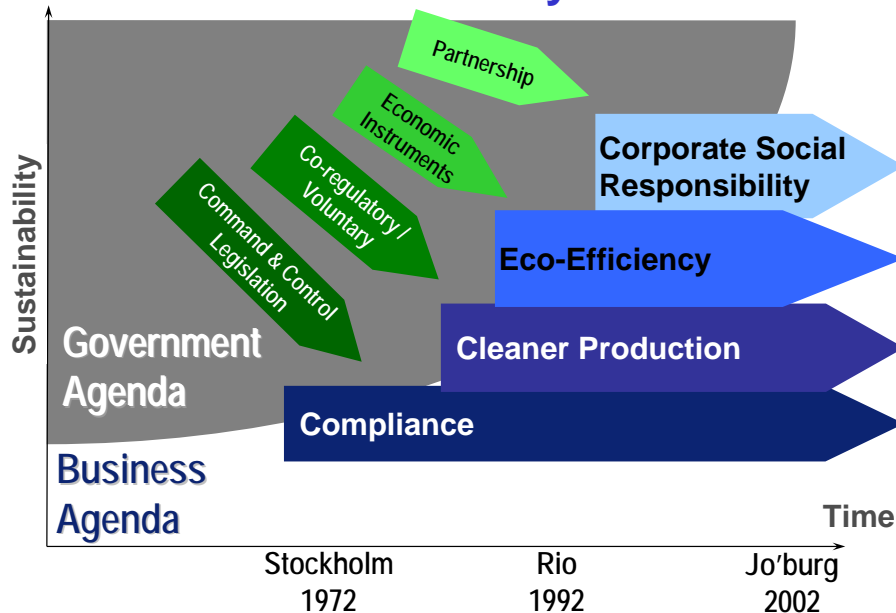 Partnership
Economic
Instruments
Co-regulatory /
Voluntary
Command & Control
Legislation
Corporate Social
Responsibility
Eco-Efficiency
Cleaner Production
Compliance
Government
Agenda
Business
Agenda
Sustainability
Time
Stockholm
1972
Rio
1992
Jo'burg
2002